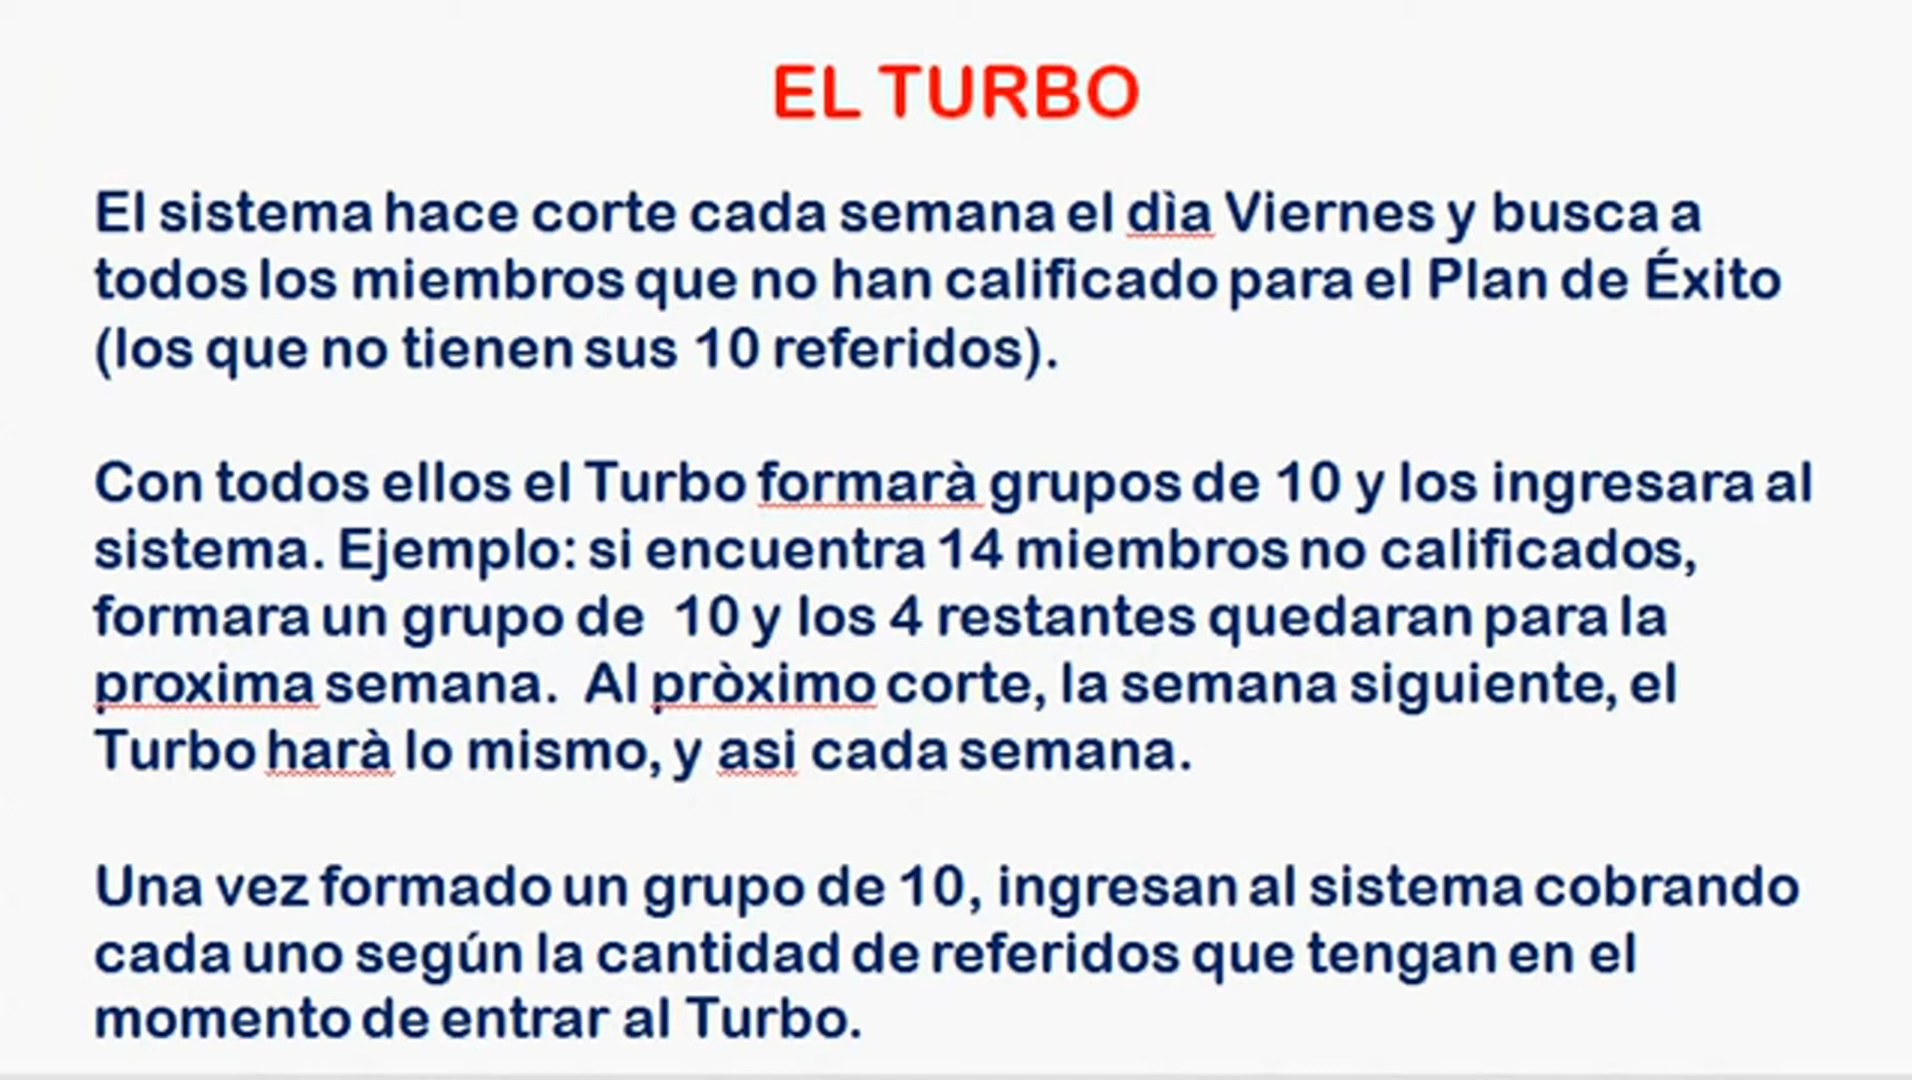 EL TURBO
El sistema hace corte cada semana el dìa Viernes y busca a
todos los miembros que no han calificado para el Plan de Éxito
(los que no tienen sus 10 referidos).
Con todos ellos el Turbo formarà grupos de 10 y los ingresara al
sistema. Ejemplo: si encuentra 14 miembros no calificados,
formara un grupo de  10 y los 4 restantes quedaran para la
proxima semana.  Al pròximo corte, la semana siguiente, el
Turbo harà lo mismo, y asi cada semana.
Una vez formado un grupo de 10, ingresan al sistema cobrando
cada uno según la cantidad de referidos que tengan en el
momento de entrar al Turbo.